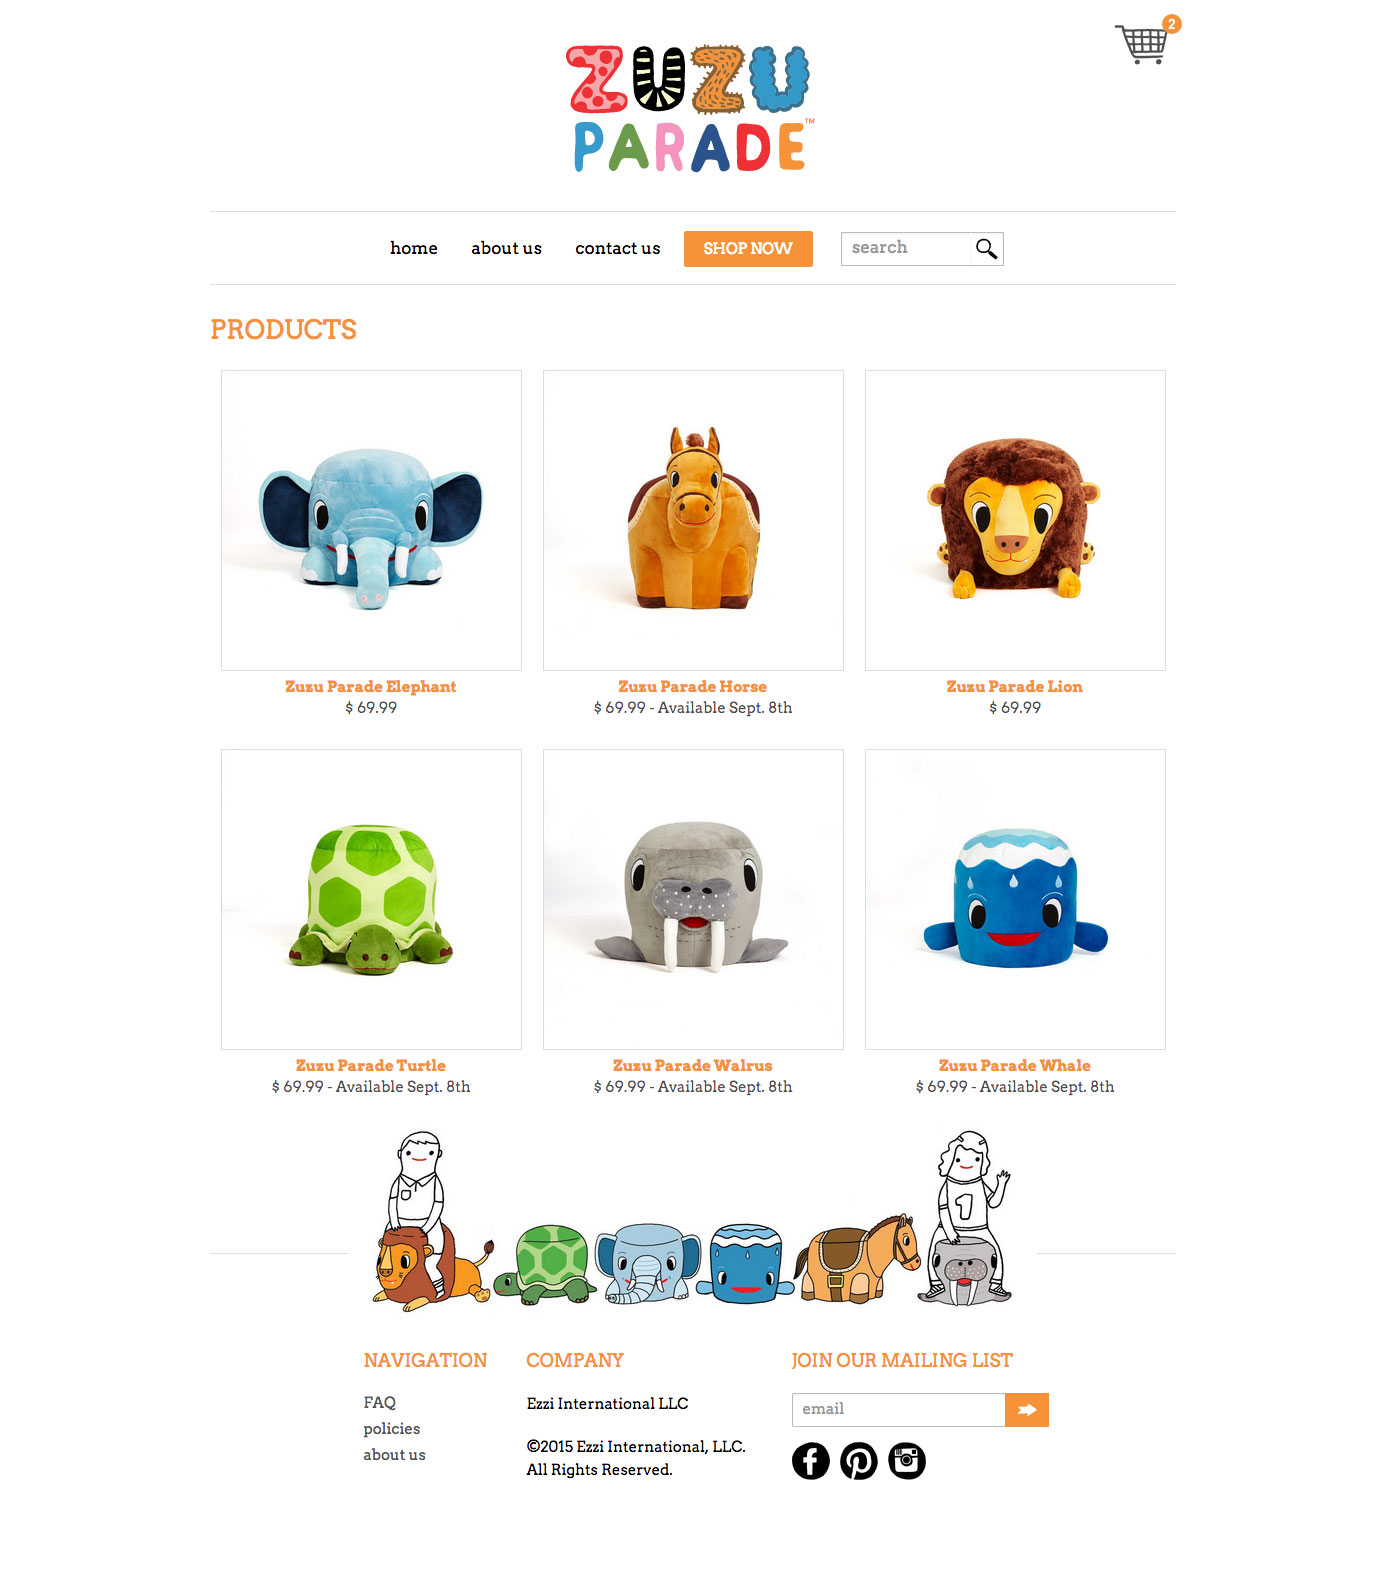 2
ZUZU
PARADE™
home about us contact us SHOP NOW search
PRODUCTS
Zuzu Parade Elephant
$ 69.99
Zuzu Parade Horse
$ 69.99 - Available Sept. 8th
Zuzu Parade Lion
$ 69.99
Zuzu Parade Turtle
$ 69.99 - Available Sept. 8th
Zuzu Parade Walrus
$ 69.99 - Available Sept. 8th
Zuzu Parade Whale
$ 69.99 - Available Sept. 8th
1
NAVIGATION
FAQ
policies
about us
COMPANY
Ezzi International LLC
©2015 Ezzi International, LLC.
All Rights Reserved.
JOIN OUR MAILING LIST
email